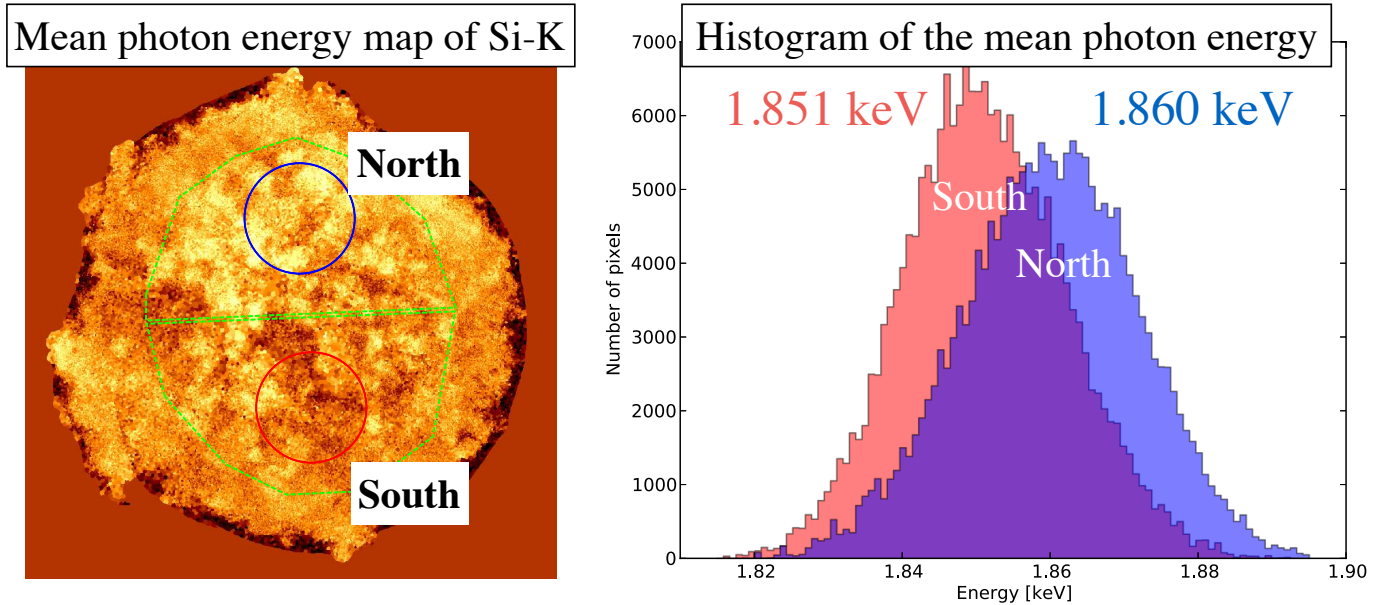 Mean photon energy map of Si-K
North
South
Histogram of the mean photon energy
1.851 keV
1.860 keV
South
North
Number of pixels
7000
6000
5000
4000
3000
2000
1000
0
1.82
1.84
1.86
1.88
1.90
Energy [keV]